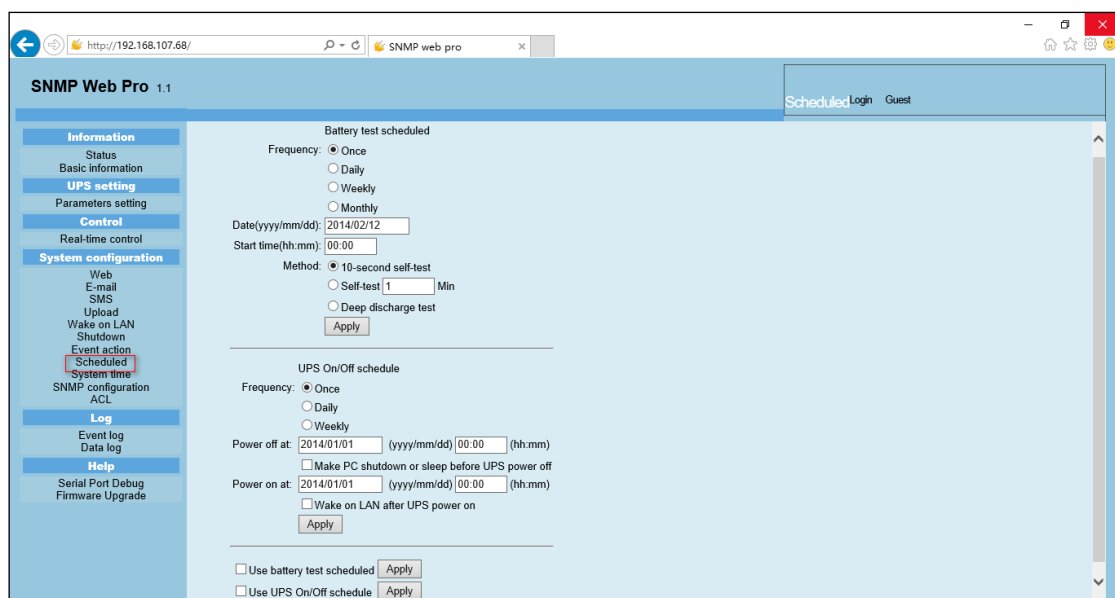 http://192.168.107.68/
SNMP web pro
SNMP Web Pro 1.1
Scheduled Login Guest
Information
Status
Basic information
UPS setting
Parameters setting
Control
Real-time control
System configuration
Web
E-mail
SMS
Upload
Wake on LAN
Shutdown
Event action
Scheduled
System time
SNMP configuration
ACL
Log
Event log
Data log
Help
Serial Port Debug
Firmware Upgrade
Battery test scheduled
Frequency: Once
Daily
Weekly
Monthly
Date(yyyy/mm/dd): 2014/02/12
Start time(hh:mm): 00:00
Method: 10-second self-test
Self-test 1 Min
Deep discharge test
Apply
UPS On/Off schedule
Frequency: Once
Daily
Weekly
Power off at: 2014/01/01 (yyyy/mm/dd) 00:00 (hh:mm)
Make PC shutdown or sleep before UPS power off
Power on at: 2014/01/01 (yyyy/mm/dd) 00:00 (hh:mm)
Wake on LAN after UPS power on
Apply
Use battery test scheduled Apply
Use UPS On/Off schedule Apply